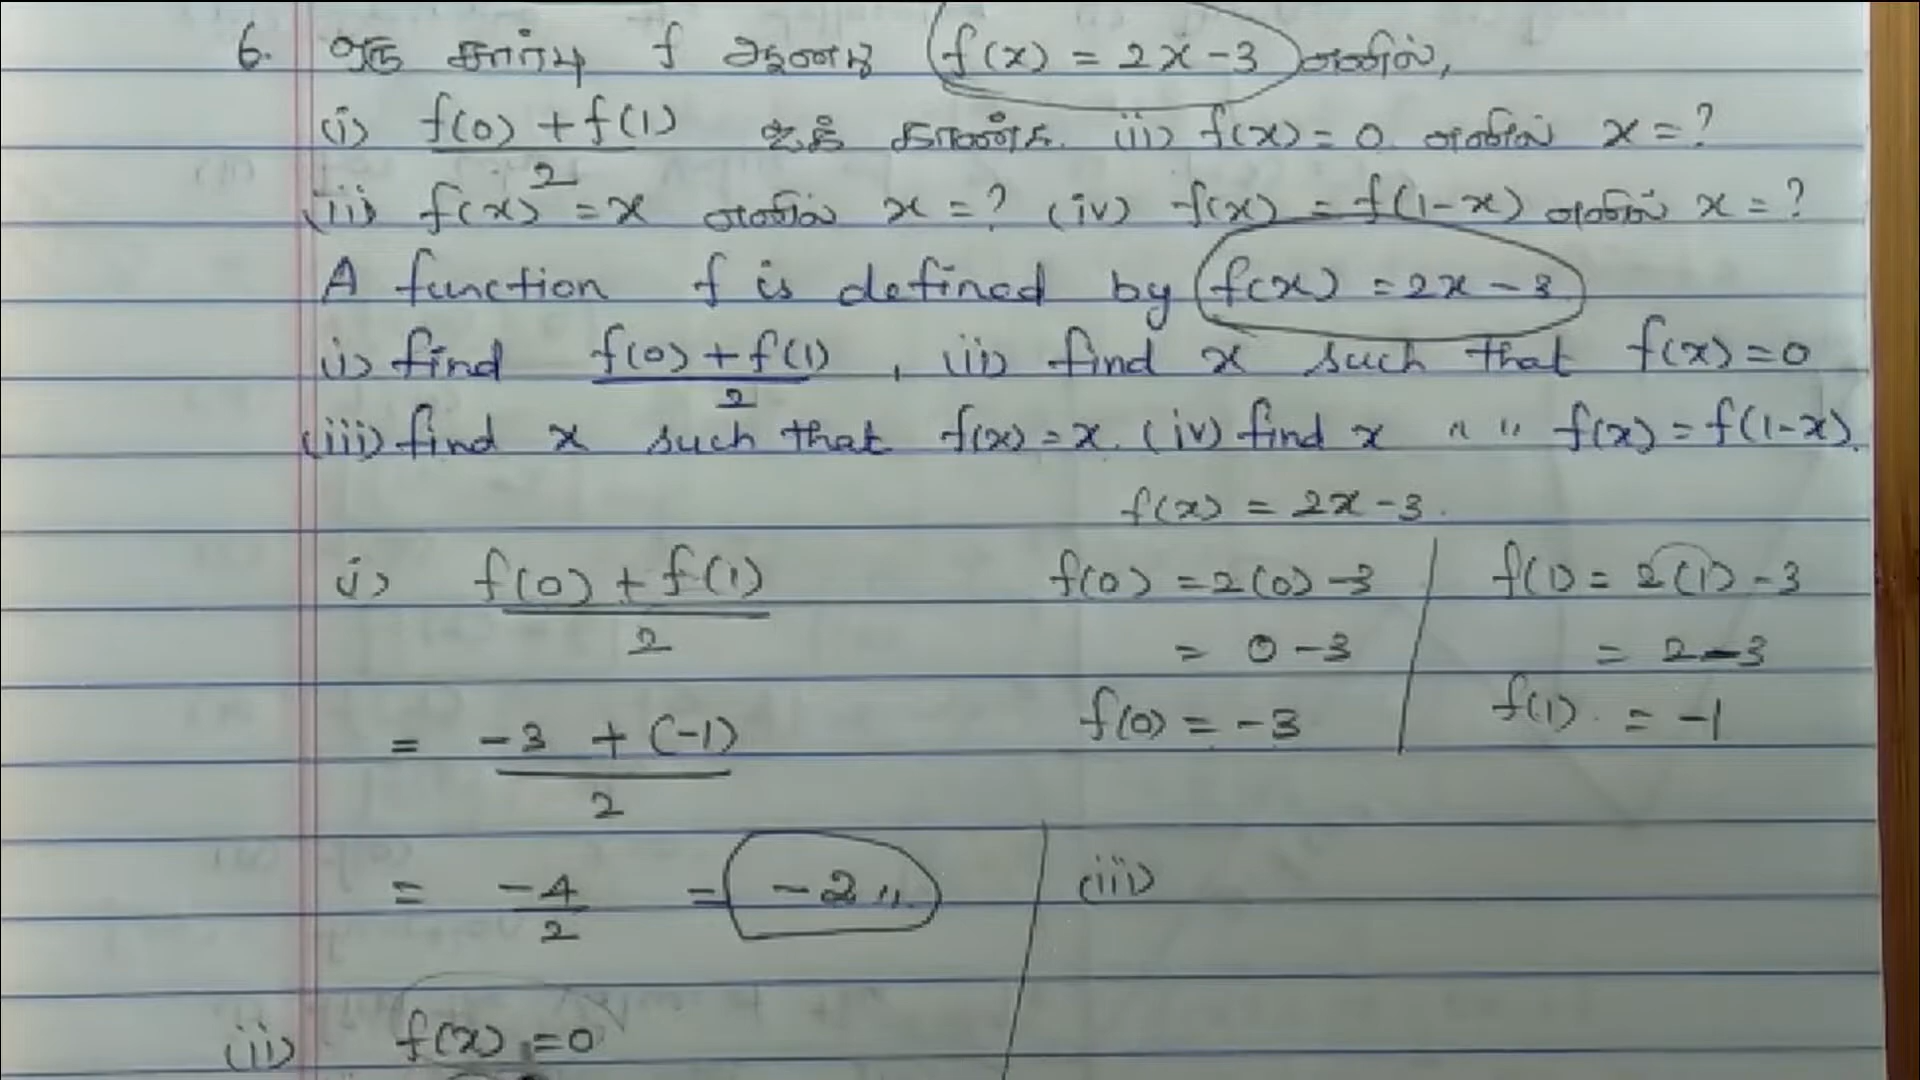 6. ஒரு சார்பு f ஆனது f(x) = 2x - 3 எனில்,
(i) f(0) + f(1) / 2 ஐக் காண்க. (ii) f(x) = 0 எனில் x = ?
(iii) f(x) = x எனில் x = ? (iv) f(x) = f(1-x) எனில் x = ?
A function f is defined by f(x) = 2x - 3
(i) find f(0) + f(1) / 2 , (ii) find x such that f(x) = 0
(iii) find x such that f(x) = x. (iv) find x " " f(x) = f(1-x).
f(x) = 2x - 3.
i) f(0) + f(1) / 2
f(0) = 2(0) - 3
= 0 - 3
f(0) = -3
f(1) = 2(1) - 3
= 2 - 3
f(1) = -1
= -3 + (-1) / 2
= -4 / 2 = -2 ,,
(iii)
(ii) f(x) = 0